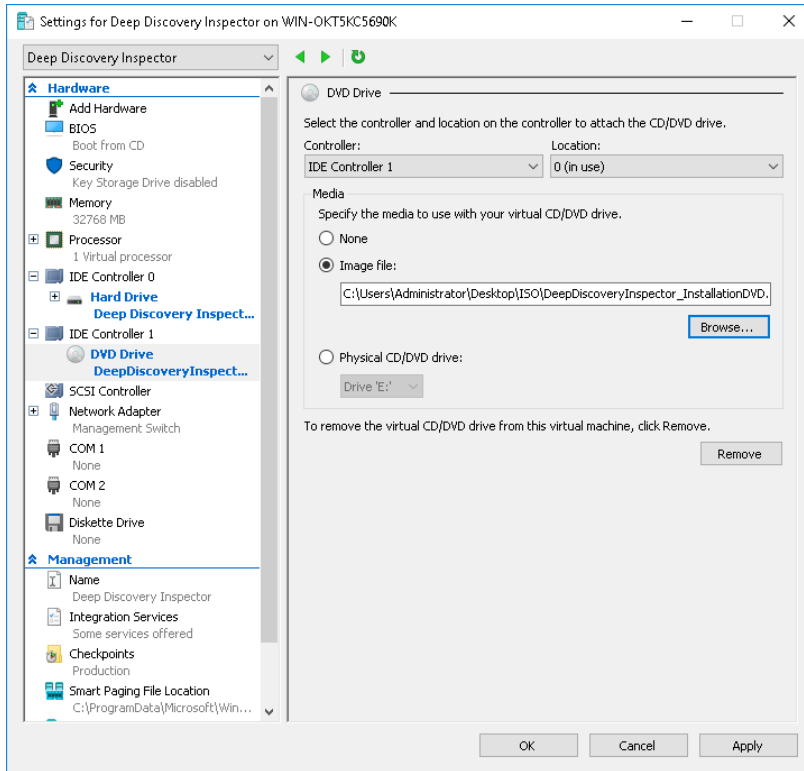 Settings for Deep Discovery Inspector on WIN-OKT5KC5690K
Deep Discovery Inspector
Hardware
Add Hardware
BIOS
Boot from CD
Security
Key Storage Drive disabled
Memory
32768 MB
Processor
1 Virtual processor
IDE Controller 0
Hard Drive
Deep Discovery Inspect...
IDE Controller 1
DVD Drive
DeepDiscoveryInspect...
SCSI Controller
Network Adapter
Management Switch
COM 1
None
COM 2
None
Diskette Drive
None
Management
Name
Deep Discovery Inspector
Integration Services
Some services offered
Checkpoints
Production
Smart Paging File Location
C:\ProgramData\Microsoft\Win...
DVD Drive
Select the controller and location on the controller to attach the CD/DVD drive.
Controller: Location:
IDE Controller 1 0 (in use)
Media
Specify the media to use with your virtual CD/DVD drive.
None
Image file:
C:\Users\Administrator\Desktop\ISO\DeepDiscoveryInspector_InstallationDVD.
Browse...
Physical CD/DVD drive:
Drive 'E:'
To remove the virtual CD/DVD drive from this virtual machine, click Remove.
Remove
OK Cancel Apply